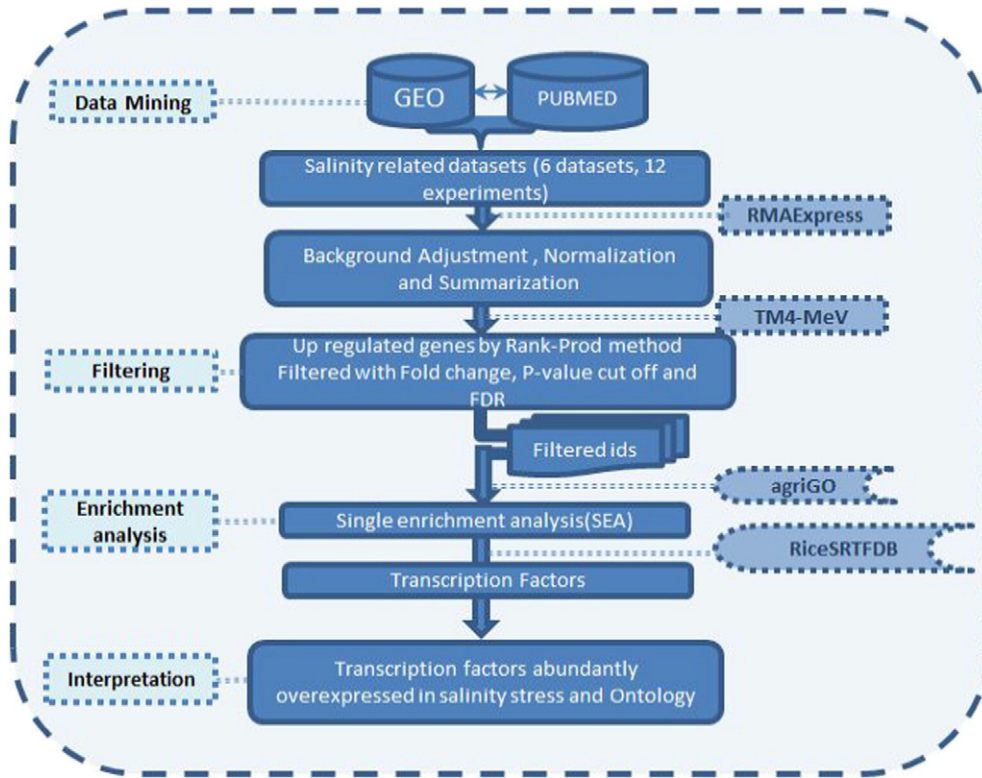 GEO
PUBMED
Data Mining
Salinity related datasets (6 datasets, 12
experiments)
RMAExpress
Background Adjustment , Normalization
and Summarization
TM4-MeV
Up regulated genes by Rank-Prod method
Filtered with Fold change, P-value cut off and
FDR
Filtering
Filtered ids
agriGO
Enrichment
analysis
Single enrichment analysis(SEA)
RiceSRTFDB
Transcription Factors
Interpretation
Transcription factors abundantly
overexpressed in salinity stress and Ontology